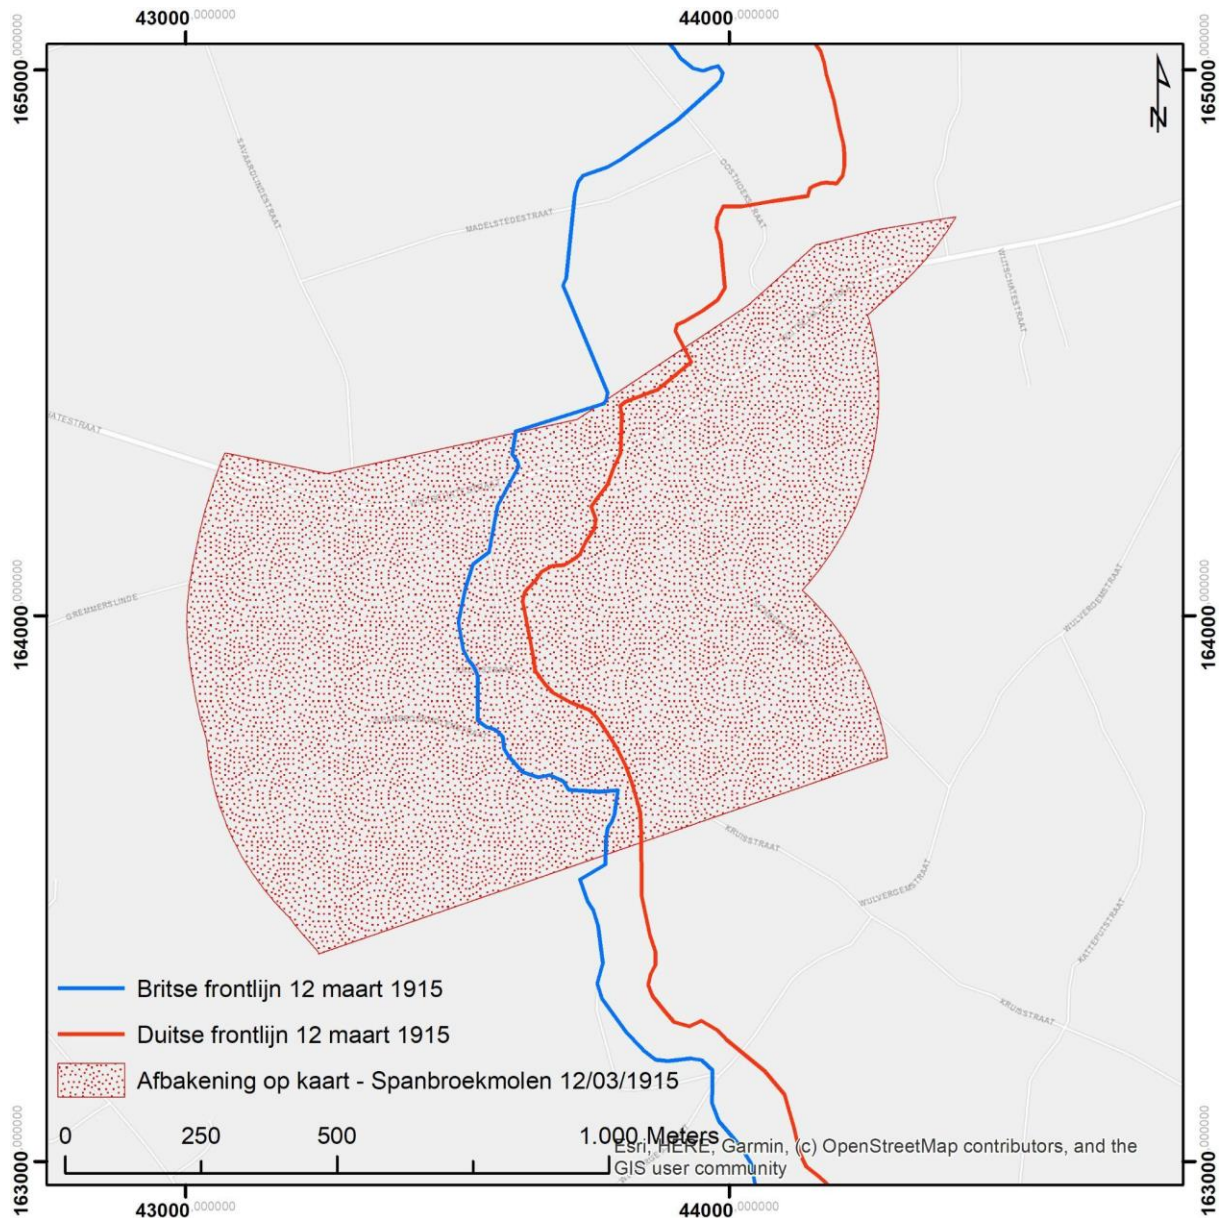 43000.000000
44000.000000
165000.000000
165000.000000
N
SAVAARDLINDESTRAAT
OOSTHOEKSTRAAT
MADELSTEDESTRAAT
WIJTSCHATESTRAAT
HATESTRAAT
GREMMERSLINDE
WULVERGEMSTRAAT
164000.000000
164000.000000
KRUISSTRAAT
WULVERGEMSTRAAT
KATTEPUTSTRAAT
KRUISSTRAAT
Britse frontlijn 12 maart 1915
Duitse frontlijn 12 maart 1915
Afbakening op kaart - Spanbroekmolen 12/03/1915
0 250 500 1.000 Meters
Esri, HERE, Garmin, (c) OpenStreetMap contributors, and the
GIS user community
163000.000000
163000.000000
43000.000000
44000.000000